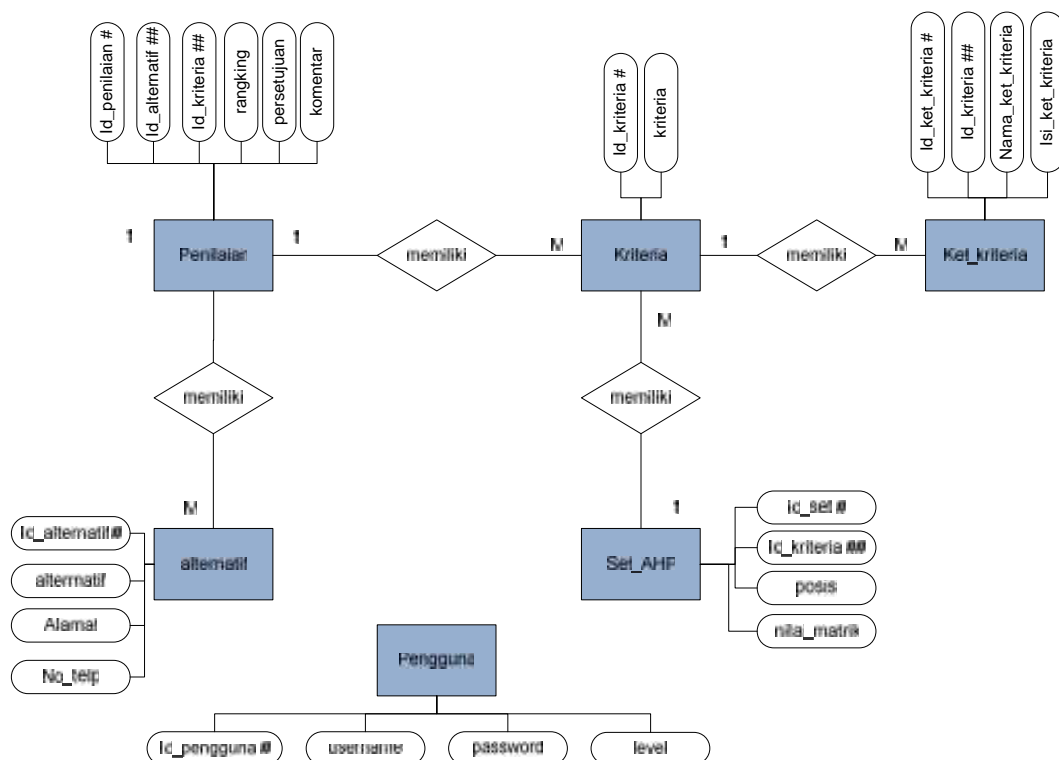 Id_penilaian #
Id_alternatif ##
Id_kriteria ##
rangking
persetujuan
komentar
Id_kriteria #
kriteria
Id_ket_kriteria #
Id_kriteria ##
Nama_ket_kriteria
Isi_ket_kriteria
1
Penilaian
1
memiliki
M
Kriteria
1
memiliki
M
Ket_kriteria
M
memiliki
memiliki
M
1
Id_alternatif#
alternatif
Alamat
No_telp
alternatif
Set_AHP
id_set #
Id_kriteria ##
posisi
nilai_matrik
Pengguna
Id_pengguna #
username
password
level